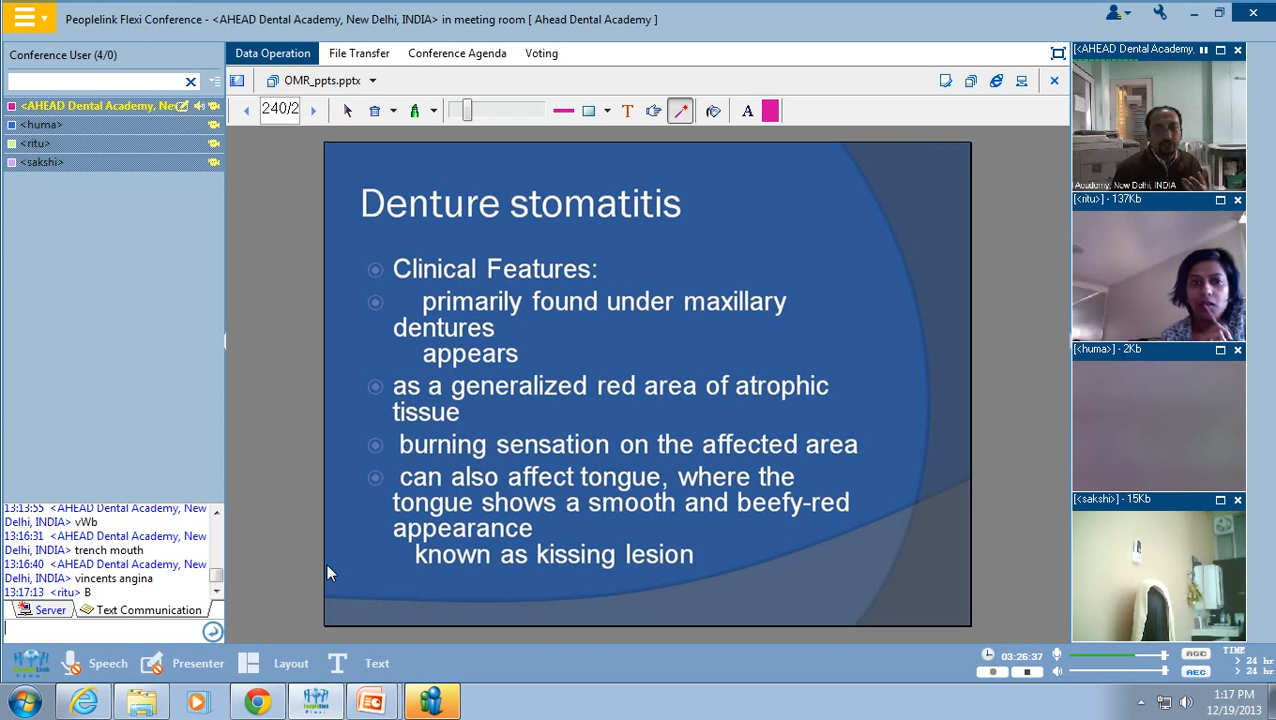 Peoplelink Flexi Conference - <AHEAD Dental Academy, New Delhi, INDIA> in meeting room [ Ahead Dental Academy ]
Conference User (4/0)
<AHEAD Dental Academy, Ne
<huma>
<ritu>
<sakshi>
Data Operation File Transfer Conference Agenda Voting
OMR_ppts.pptx
240/2
T A
Denture stomatitis
Clinical Features:
primarily found under maxillary
dentures
appears
as a generalized red area of atrophic
tissue
burning sensation on the affected area
can also affect tongue, where the
tongue shows a smooth and beefy-red
appearance
known as kissing lesion
[<AHEAD Dental Academy,
Academy, New Delhi, INDIA
[<ritu>] - 137Kb
[<huma>] - 2Kb
[<sakshi>] - 15Kb
13:13:55 <AHEAD Dental Academy, New
Delhi, INDIA> vWb
13:16:31 <AHEAD Dental Academy, New
Delhi, INDIA> trench mouth
13:16:40 <AHEAD Dental Academy, New
Delhi, INDIA> vincents angina
13:17:13 <ritu> B
Server Text Communication
Speech Presenter Layout Text
03:26:37
AGC
AEC
TIME
> 24 hr
> 24 hr
1:17 PM
12/19/2013